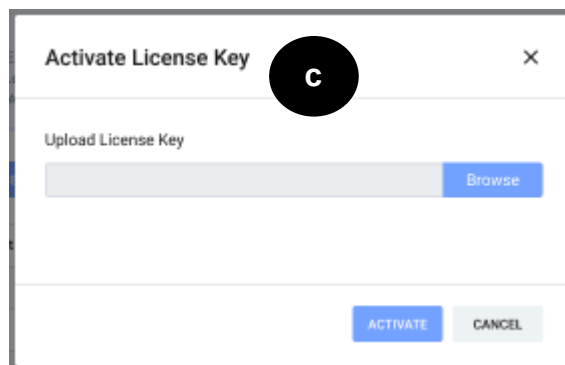 Activate License Key
C
Upload License Key
Browse
ACTIVATE
CANCEL